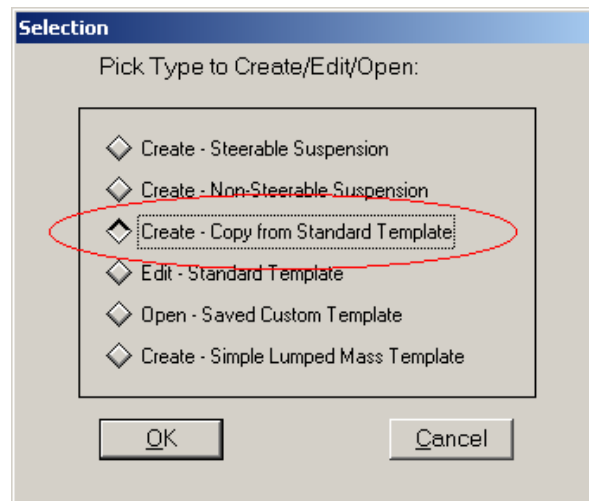 Selection
Pick Type to Create/Edit/Open:
Create - Steerable Suspension
Create - Non-Steerable Suspension
Create - Copy from Standard Template
Edit - Standard Template
Open - Saved Custom Template
Create - Simple Lumped Mass Template
OK
Cancel